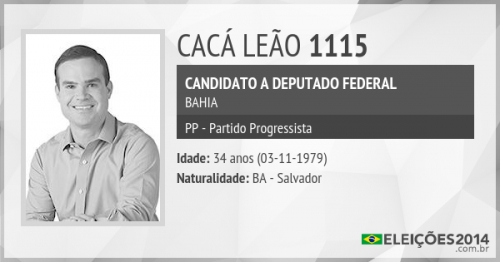 CACÁ LEÃO 1115
CANDIDATO A DEPUTADO FEDERAL
BAHIA
PP - Partido Progressista
Idade: 34 anos (03-11-1979)
Naturalidade: BA - Salvador
ELEIÇÕES2014
.com.br